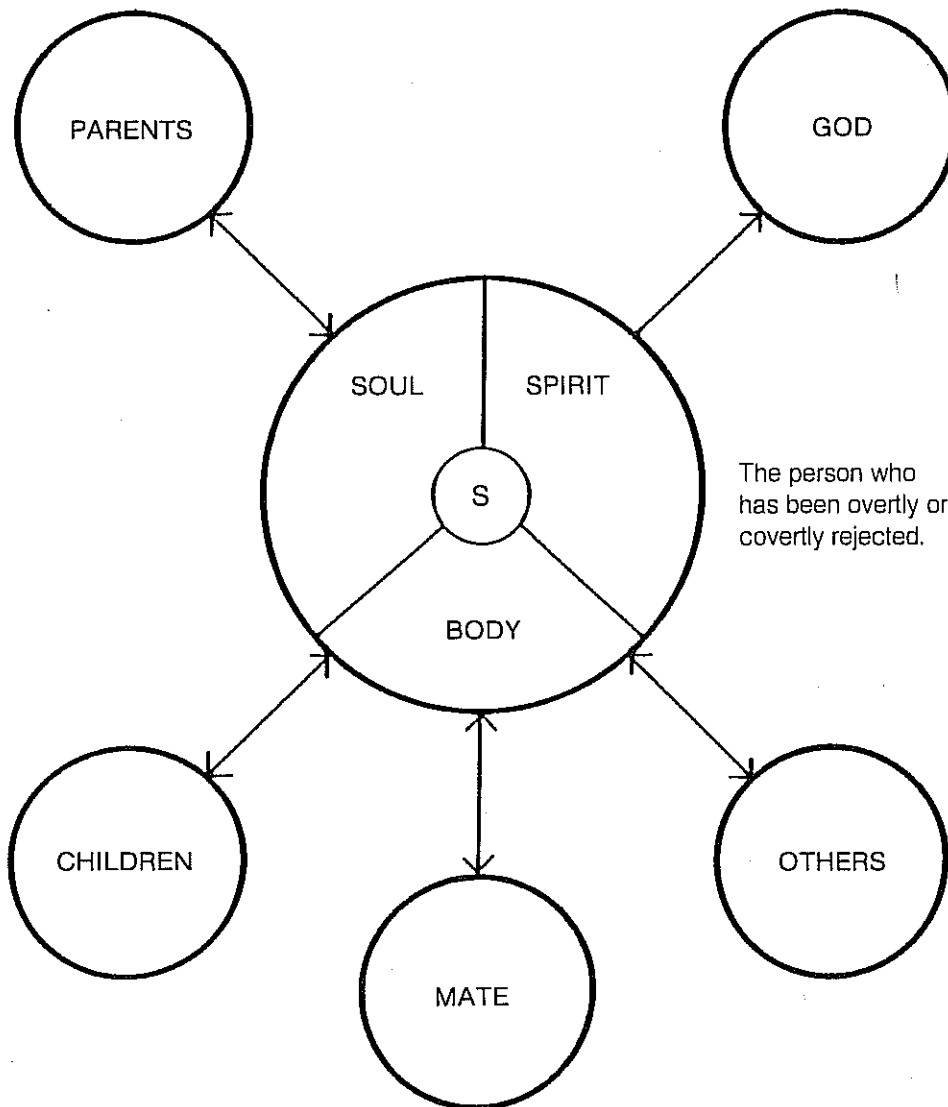 PARENTS
GOD
SOUL
SPIRIT
S
The person who
has been overtly or
covertly rejected.
BODY
CHILDREN
OTHERS
MATE